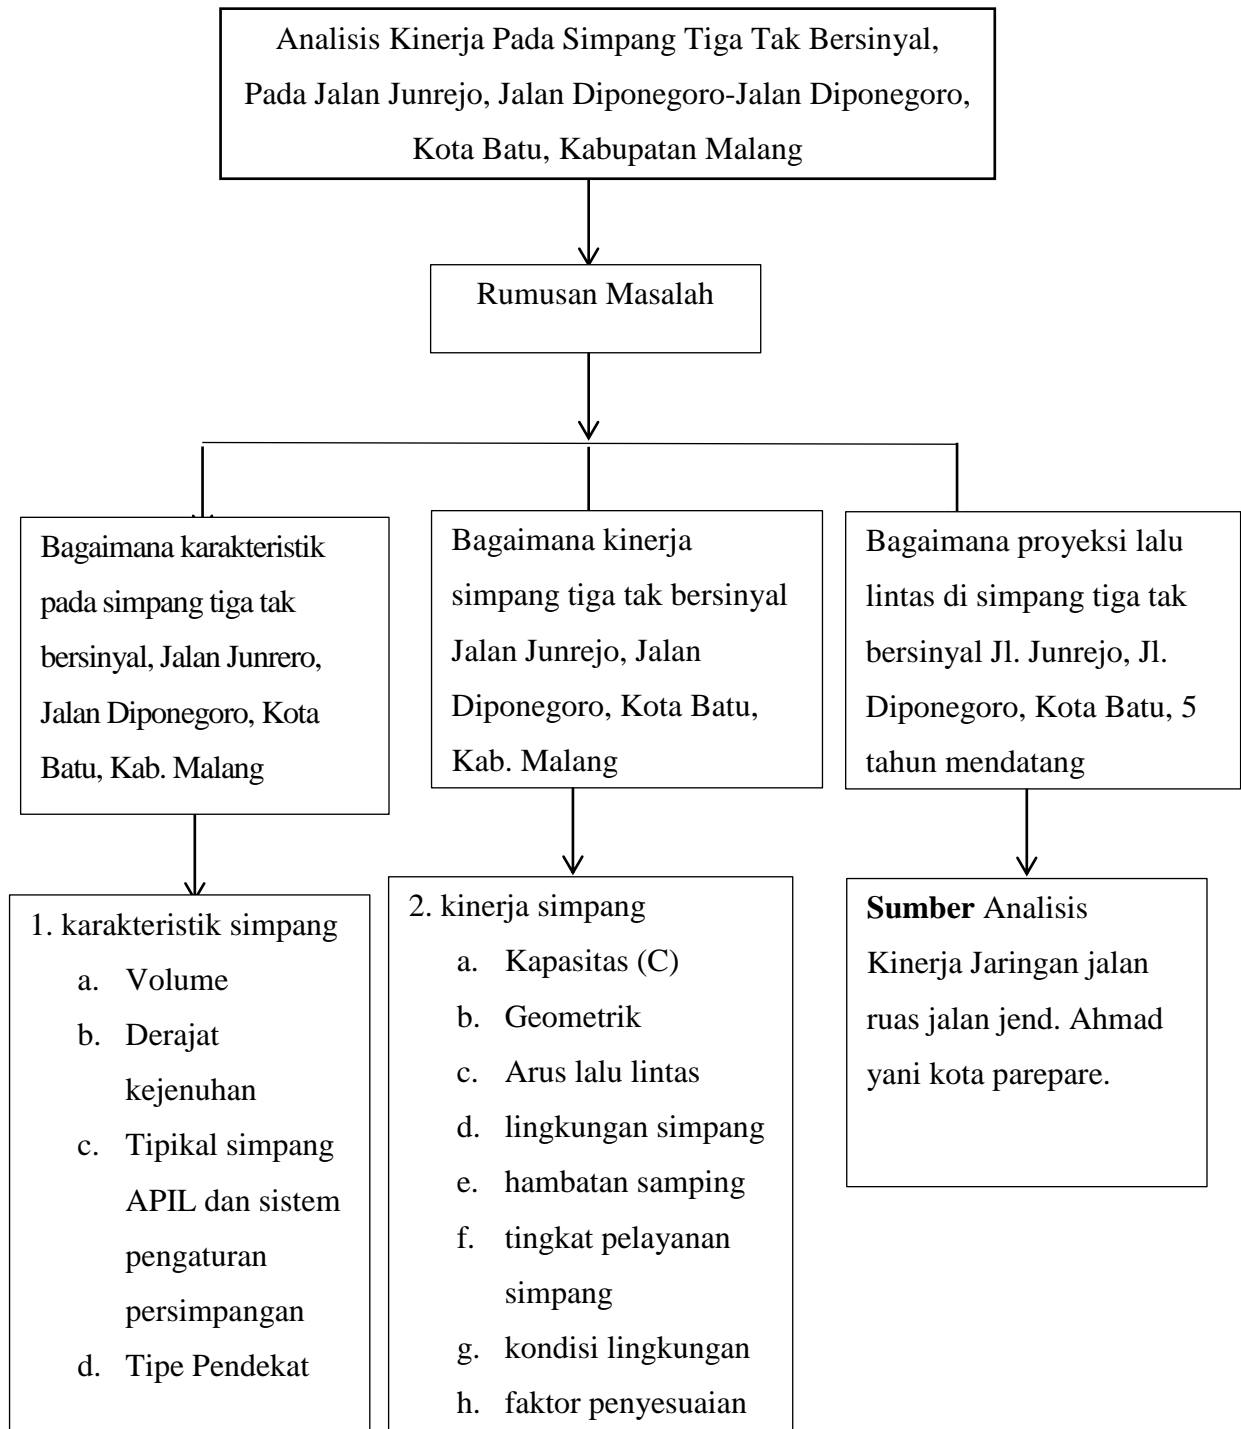 Analisis Kinerja Pada Simpang Tiga Tak Bersinyal,
Pada Jalan Junrejo, Jalan Diponegoro-Jalan Diponegoro,
Kota Batu, Kabupatan Malang
Rumusan Masalah
Bagaimana karakteristik
pada simpang tiga tak
bersinyal, Jalan Junrero,
Jalan Diponegoro, Kota
Batu, Kab. Malang
Bagaimana kinerja
simpang tiga tak bersinyal
Jalan Junrejo, Jalan
Diponegoro, Kota Batu,
Kab. Malang
Bagaimana proyeksi lalu
lintas di simpang tiga tak
bersinyal Jl. Junrejo, Jl.
Diponegoro, Kota Batu, 5
tahun mendatang
1. karakteristik simpang
a. Volume
b. Derajat
kejenuhan
c. Tipikal simpang
APIL dan sistem
pengaturan
persimpangan
d. Tipe Pendekat
2. kinerja simpang
a. Kapasitas (C)
b. Geometrik
c. Arus lalu lintas
d. lingkungan simpang
e. hambatan samping
f. tingkat pelayanan
simpang
g. kondisi lingkungan
h. faktor penyesuaian
Sumber Analisis
Kinerja Jaringan jalan
ruas jalan jend. Ahmad
yani kota parepare.